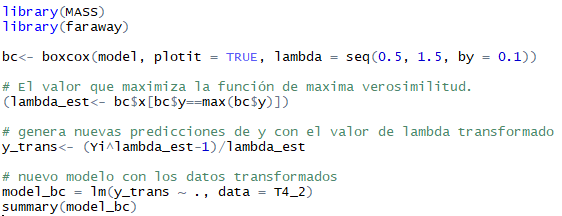 library(MASS)
library(faraway)
bc<- boxcox(model, plotit = TRUE, lambda = seq(0.5, 1.5, by = 0.1))
# El valor que maximiza la función de maxima verosimilitud.
(lambda_est<- bc$x[bc$y==max(bc$y)])
# genera nuevas predicciones de y con el valor de lambda transformado
y_trans<- (Yi^lambda_est-1)/lambda_est
# nuevo modelo con los datos transformados
model_bc = lm(y_trans ~ ., data = T4_2)
summary(model_bc)